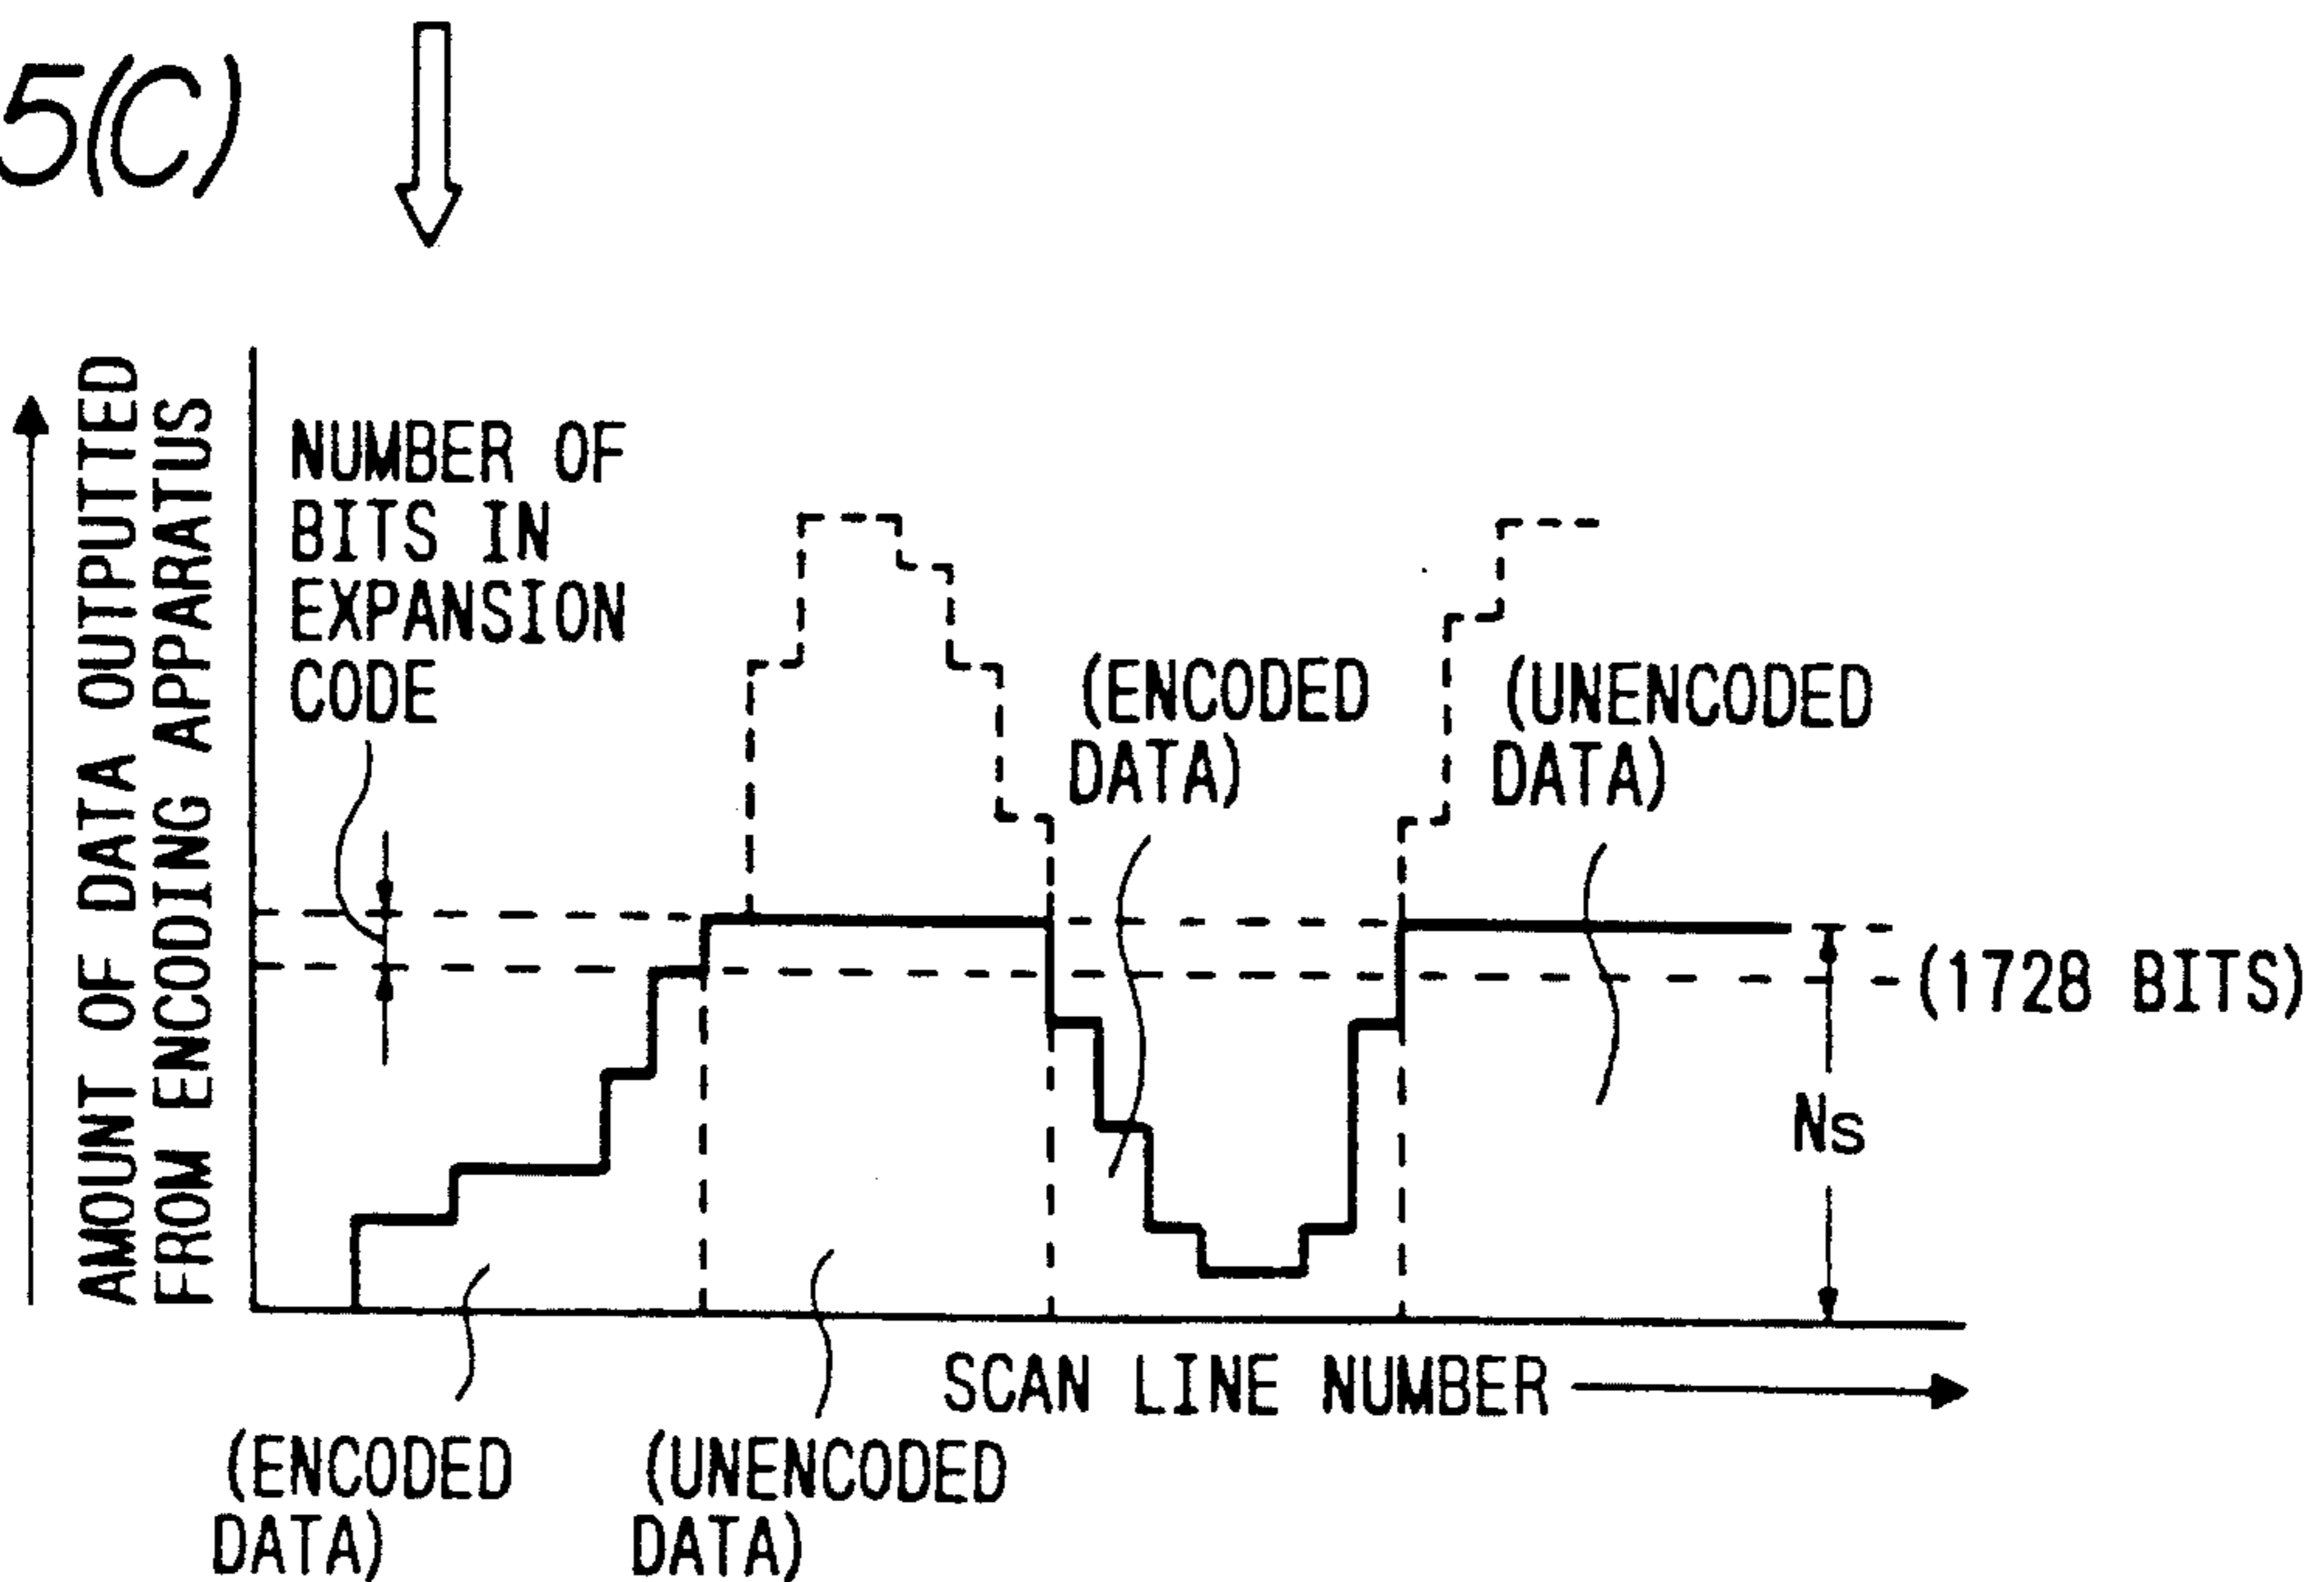 5(C)
AMOUNT OF DATA OUTPUTTED
FROM ENCODING APPARATUS
NUMBER OF
BITS IN
EXPANSION
CODE
(ENCODED
DATA)
(UNENCODED
DATA)
(1728 BITS)
Ns
SCAN LINE NUMBER
(ENCODED
DATA)
(UNENCODED
DATA)